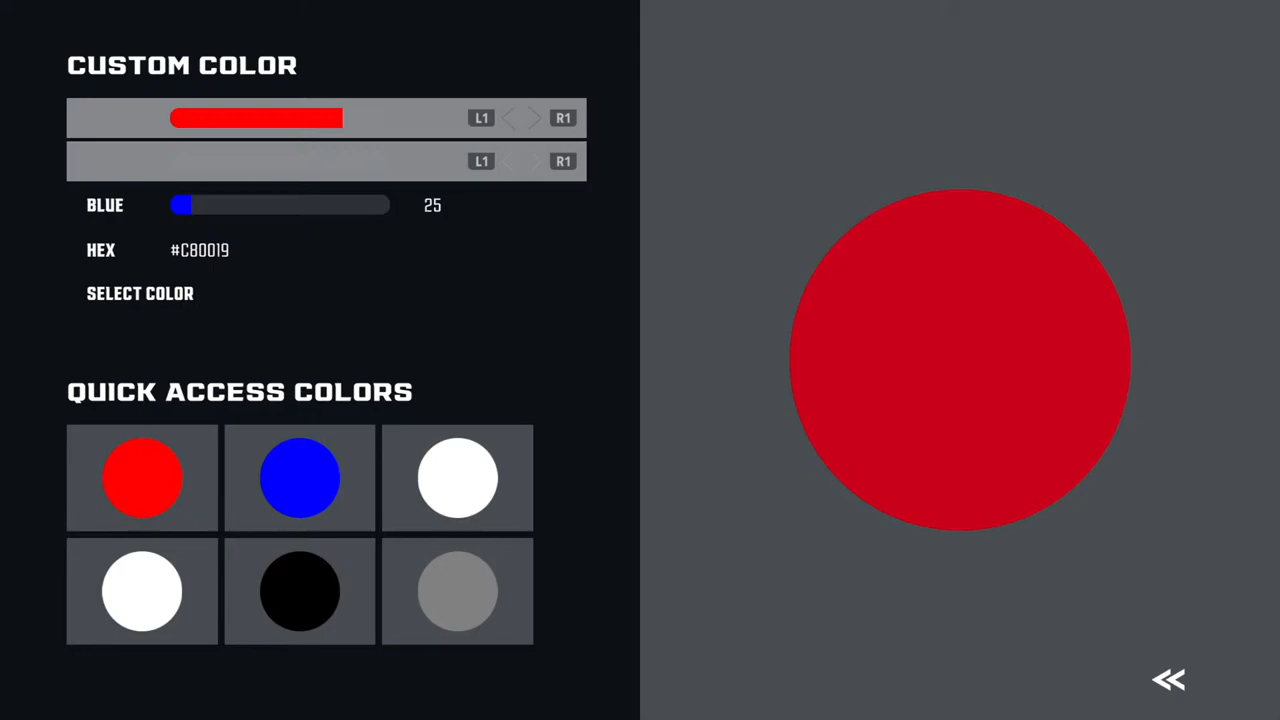 CUSTOM COLOR
L1 R1
L1 R1
BLUE 25
HEX #C80019
SELECT COLOR
QUICK ACCESS COLORS